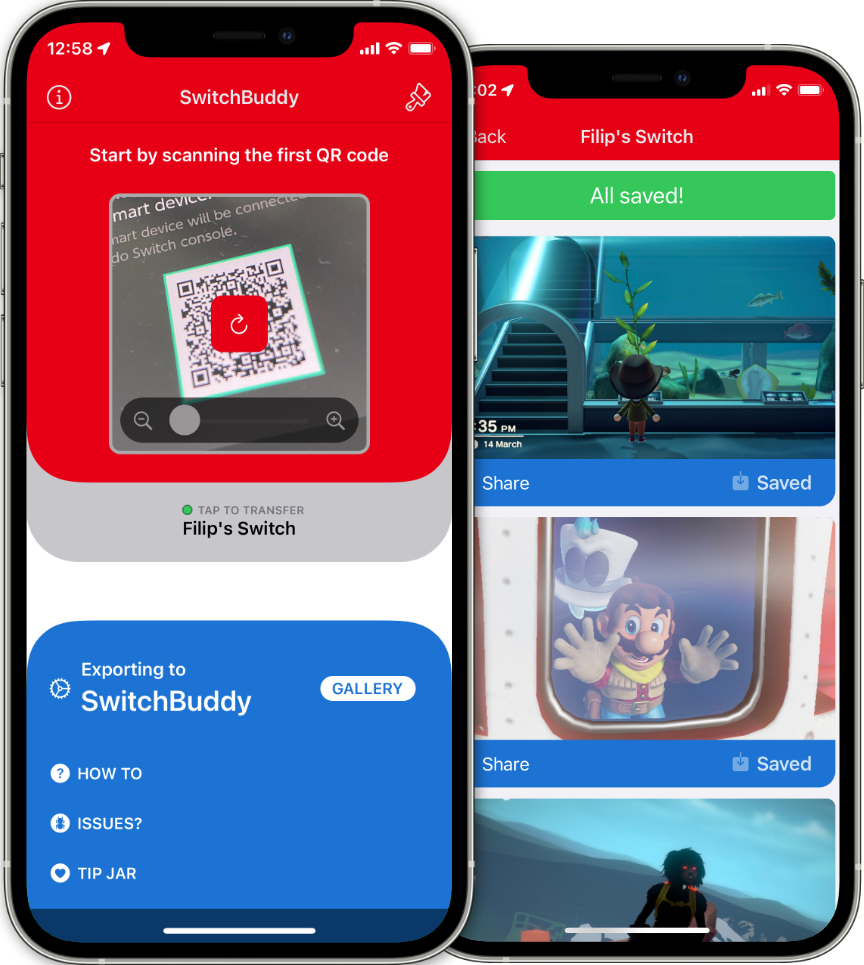 12:58
SwitchBuddy
Start by scanning the first QR code
mart device
mart device will be connected
do Switch console.
TAP TO TRANSFER
Filip's Switch
Exporting to
SwitchBuddy
GALLERY
? HOW TO
ISSUES?
TIP JAR
:02
Back
Filip's Switch
All saved!
:35 PM
14 March
Share
Saved
Share
Saved